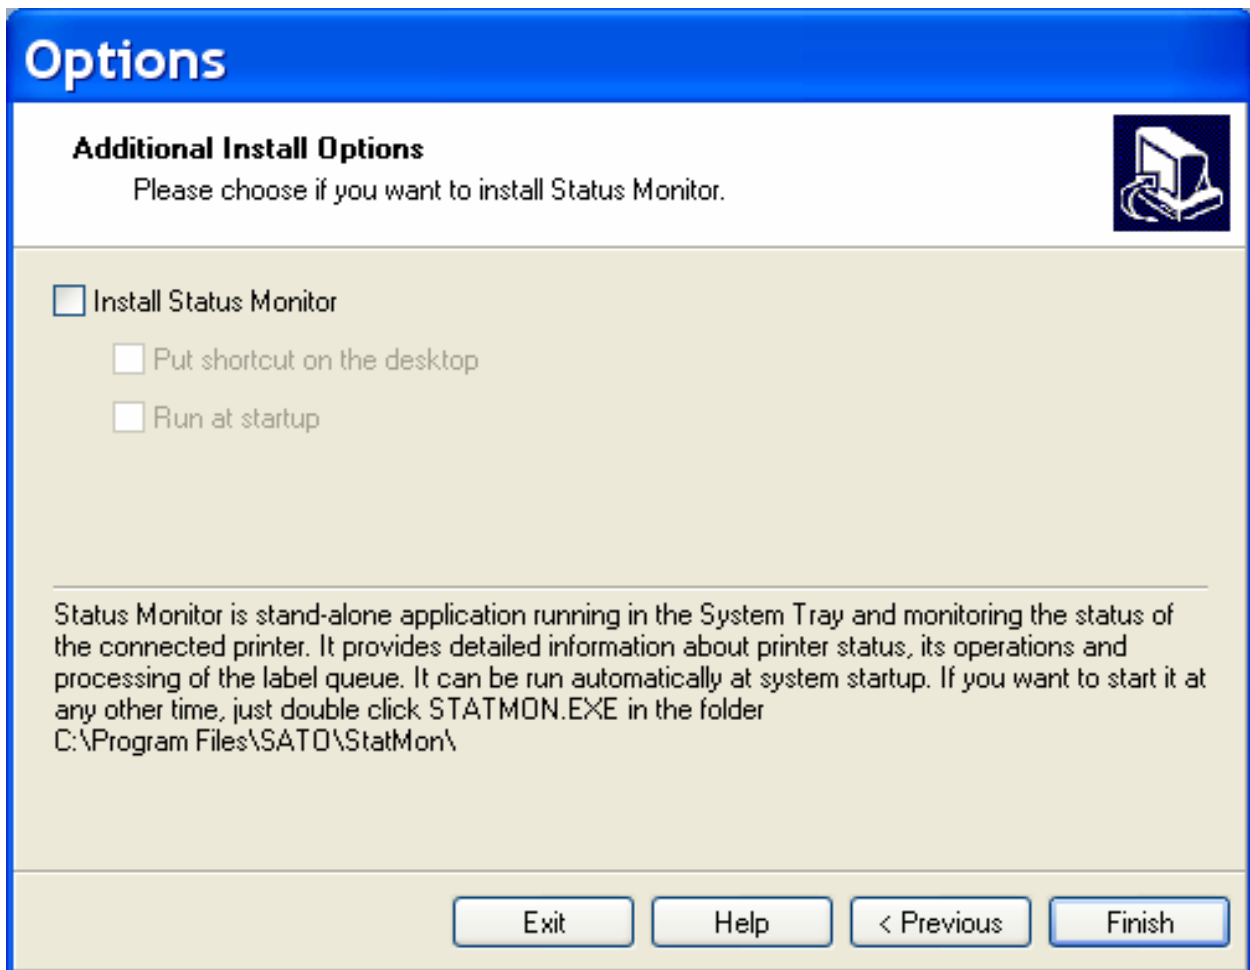 Options
Additional Install Options
Please choose if you want to install Status Monitor.
Install Status Monitor
Put shortcut on the desktop
Run at startup
Status Monitor is stand-alone application running in the System Tray and monitoring the status of
the connected printer. It provides detailed information about printer status, its operations and
processing of the label queue. It can be run automatically at system startup. If you want to start it at
any other time, just double click STATMON.EXE in the folder
C:\Program Files\SATO\StatMon\
Exit Help < Previous Finish